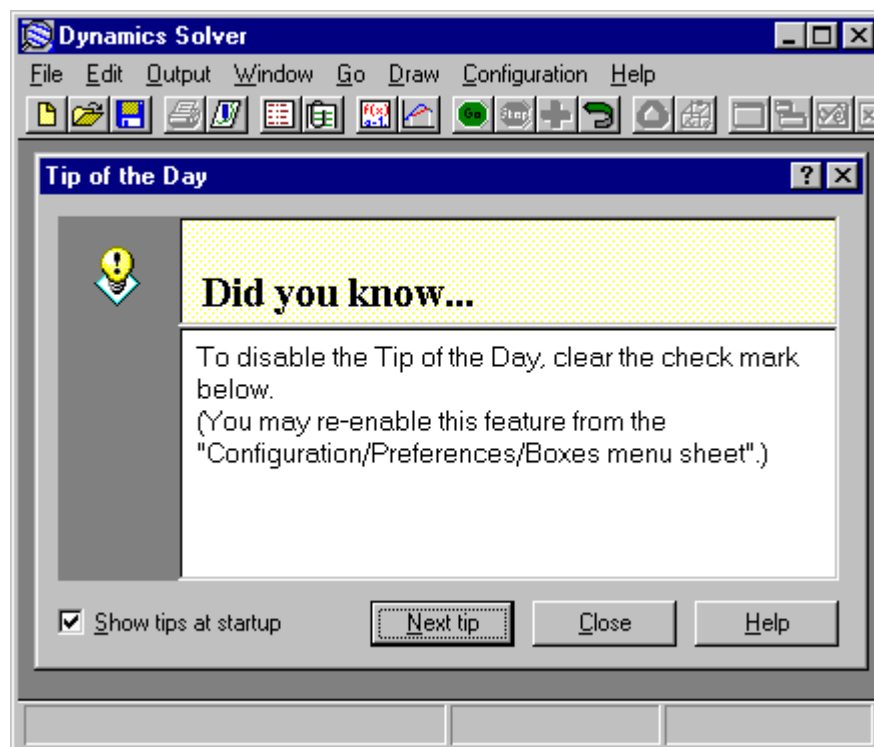 Dynamics Solver
File Edit Output Window Go Draw Configuration Help
Go Stop
Tip of the Day
Did you know...
To disable the Tip of the Day, clear the check mark
below.
(You may re-enable this feature from the
"Configuration/Preferences/Boxes menu sheet".)
Show tips at startup Next tip Close Help